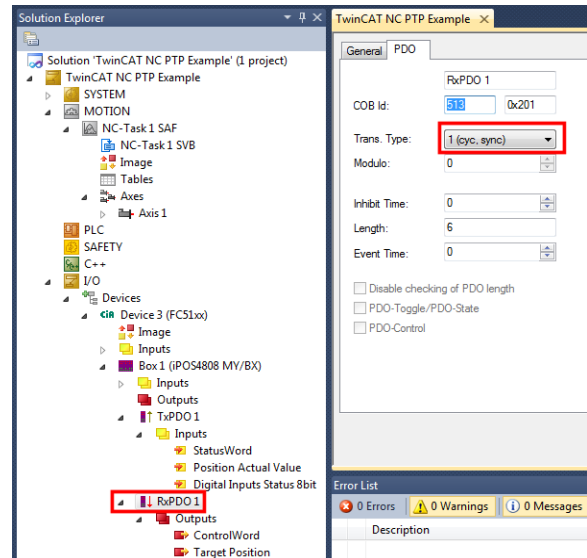 Solution Explorer
Solution 'TwinCAT NC PTP Example' (1 project)
TwinCAT NC PTP Example
SYSTEM
MOTION
NC-Task 1 SAF
NC-Task 1 SVB
Image
Tables
Axes
Axis 1
PLC
SAFETY
C++
I/O
Devices
Device 3 (FC51xx)
Image
Inputs
Box 1 (iPOS4808 MY/BX)
Inputs
Outputs
TxPDO 1
Inputs
StatusWord
Position Actual Value
Digital Inputs Status 8bit
RxPDO 1
Outputs
ControlWord
Target Position
TwinCAT NC PTP Example
General PDO
RxPDO 1
COB Id: 513 0x201
Trans. Type: 1 (cyc, sync)
Modulo: 0
Inhibit Time: 0
Length: 6
Event Time: 0
Disable checking of PDO length
PDO-Toggle/PDO-State
PDO-Control
Error List
0 Errors 0 Warnings 0 Messages
Description